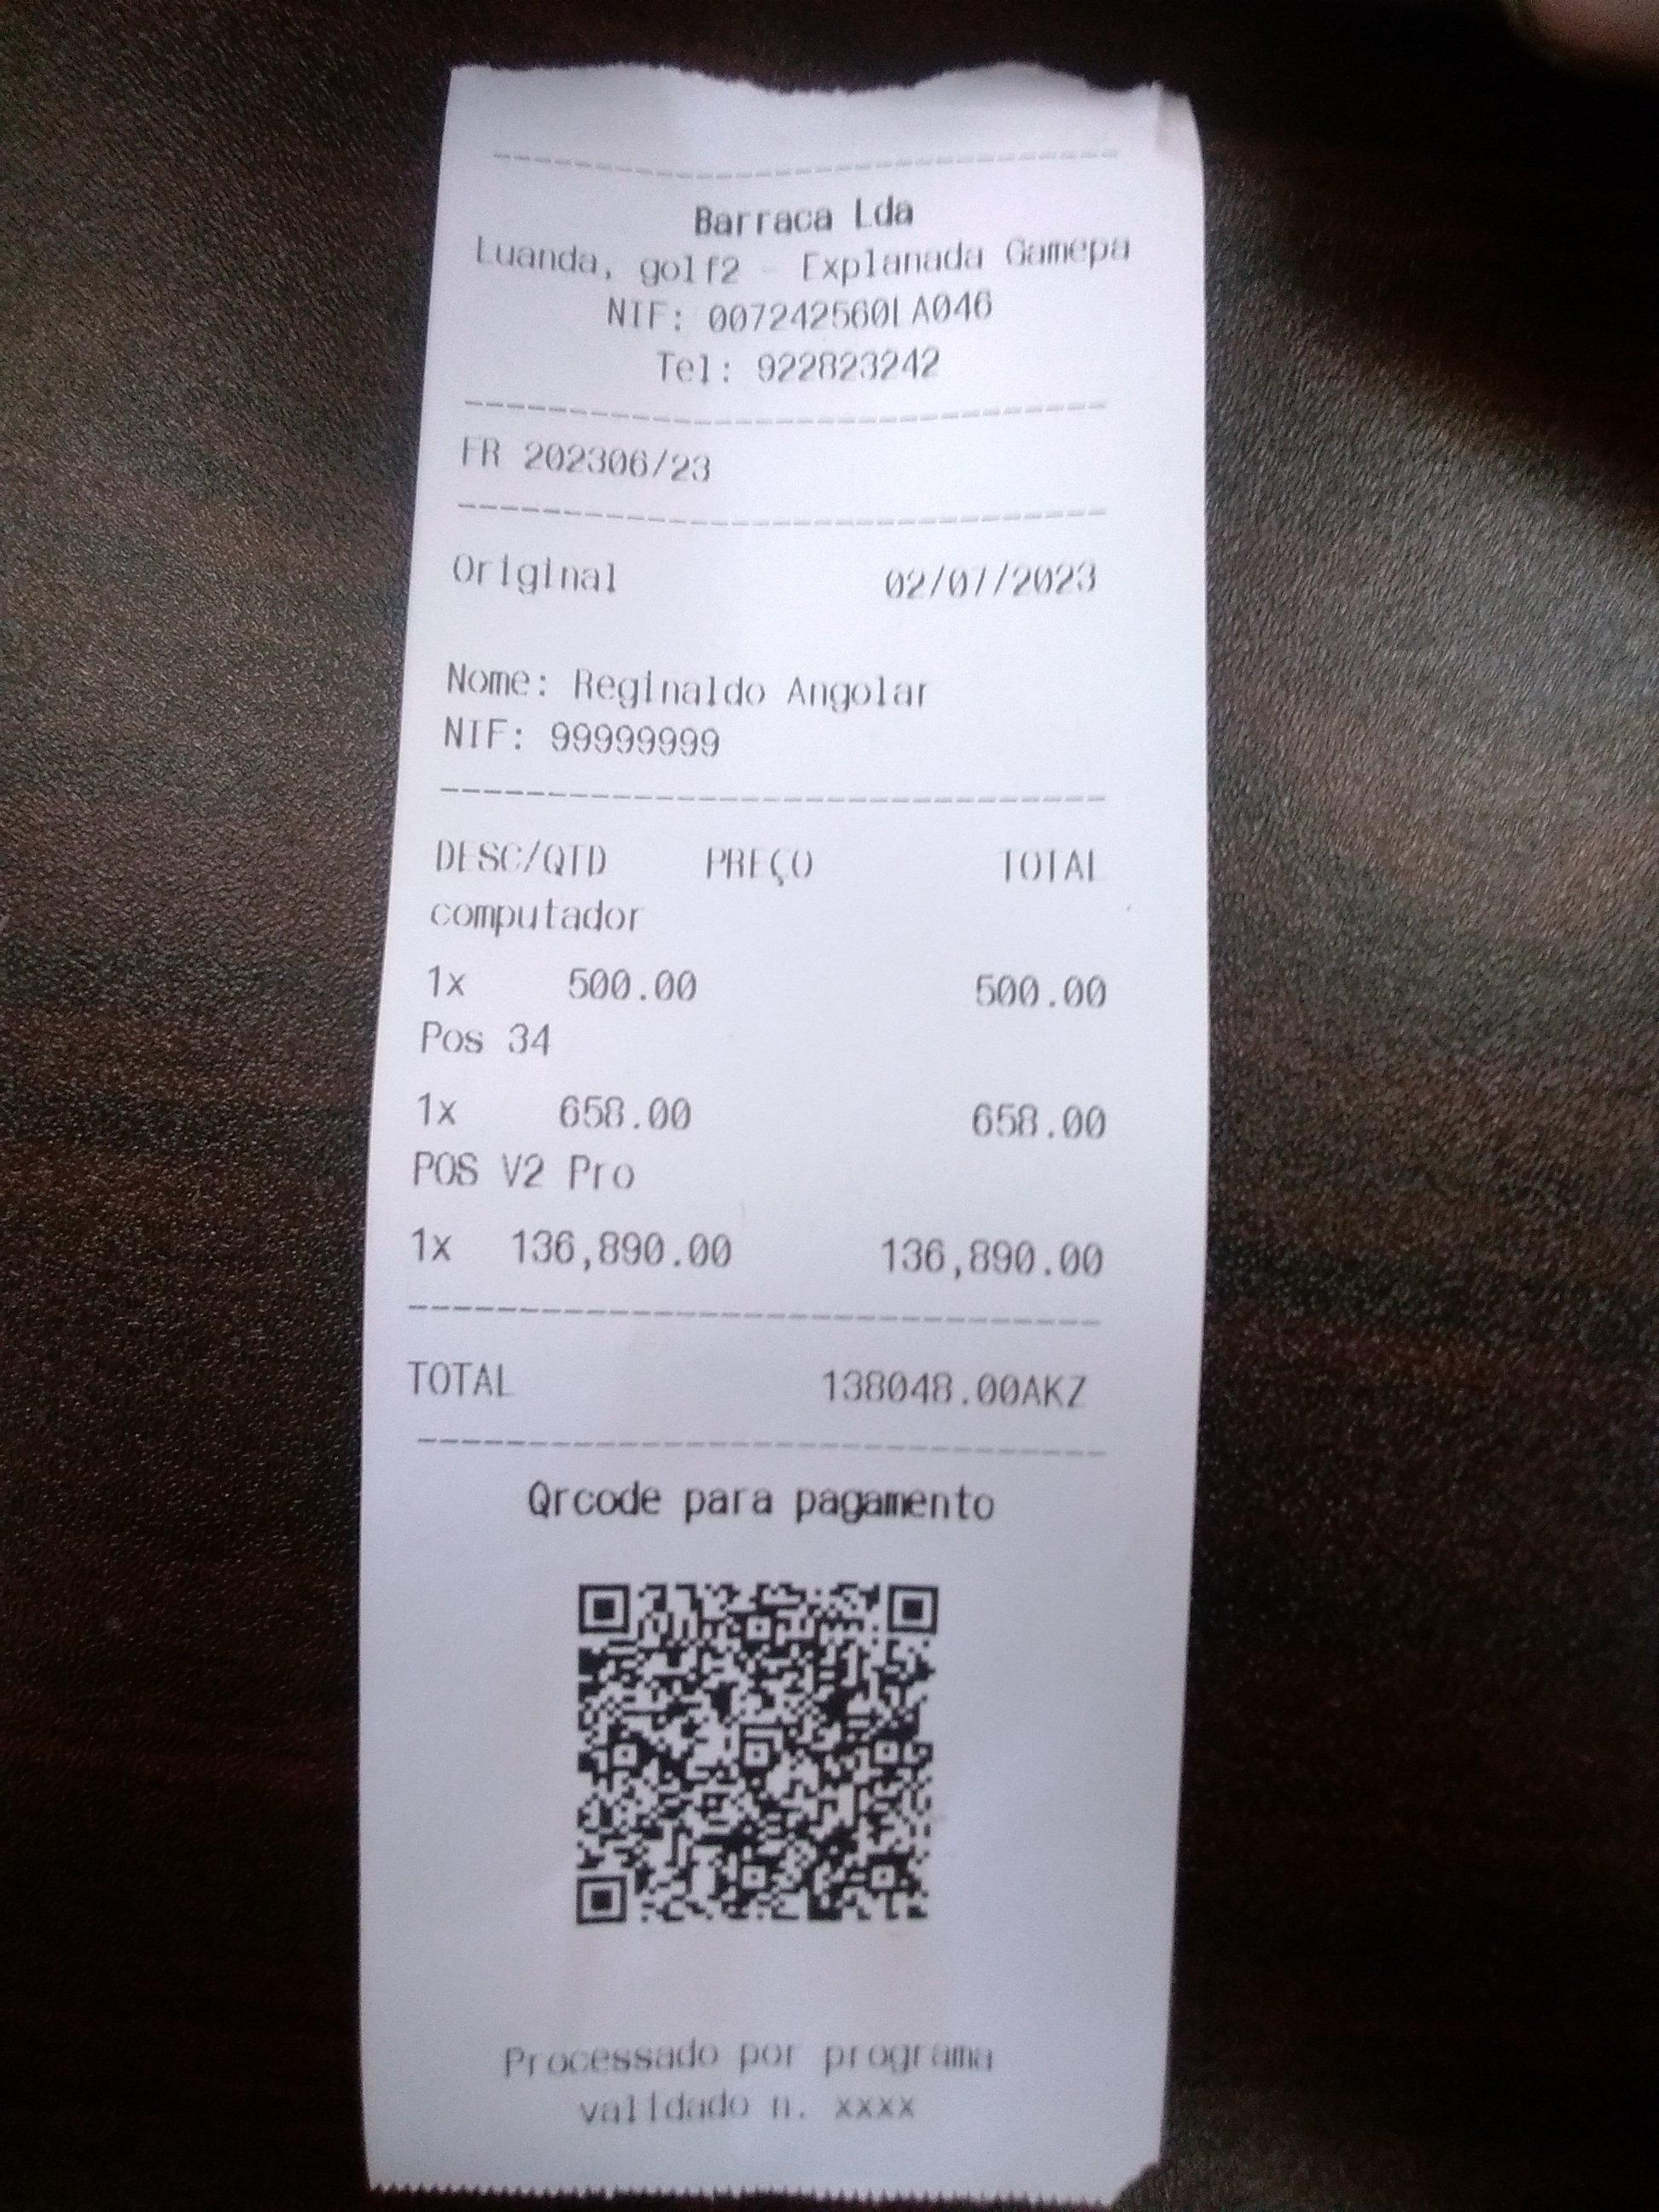 Barraca Lda
Luanda, golf2 - Explanada Gamepa
NIF: 007242560LA046
Tel: 922823242
FR 202306/23
Original 02/07/2023
Nome: Reginaldo Angolar
NIF: 99999999
DESC/QTD PREÇO TOTAL
computador
1x 500.00 500.00
Pos 34
1x 658.00 658.00
POS V2 Pro
1x 136,890.00 136,890.00
TOTAL 138048.00AKZ
Qrcode para pagamento
Processado por programa
validado n. xxxx